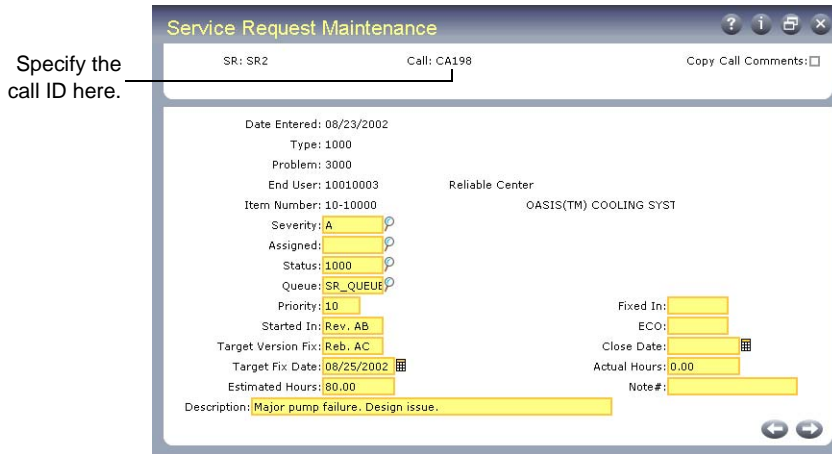 Service Request Maintenance
Specify the
call ID here.
SR: SR2 Call: CA198 Copy Call Comments:
Date Entered: 08/23/2002
Type: 1000
Problem: 3000
End User: 10010003 Reliable Center
Item Number: 10-10000 OASIS(TM) COOLING SYST
Severity: A
Assigned:
Status: 1000
Queue: SR_QUEUE
Priority: 10 Fixed In:
Started In: Rev. AB ECO:
Target Version Fix: Reb. AC Close Date:
Target Fix Date: 08/25/2002 Actual Hours: 0.00
Estimated Hours: 80.00 Note#:
Description: Major pump failure. Design issue.